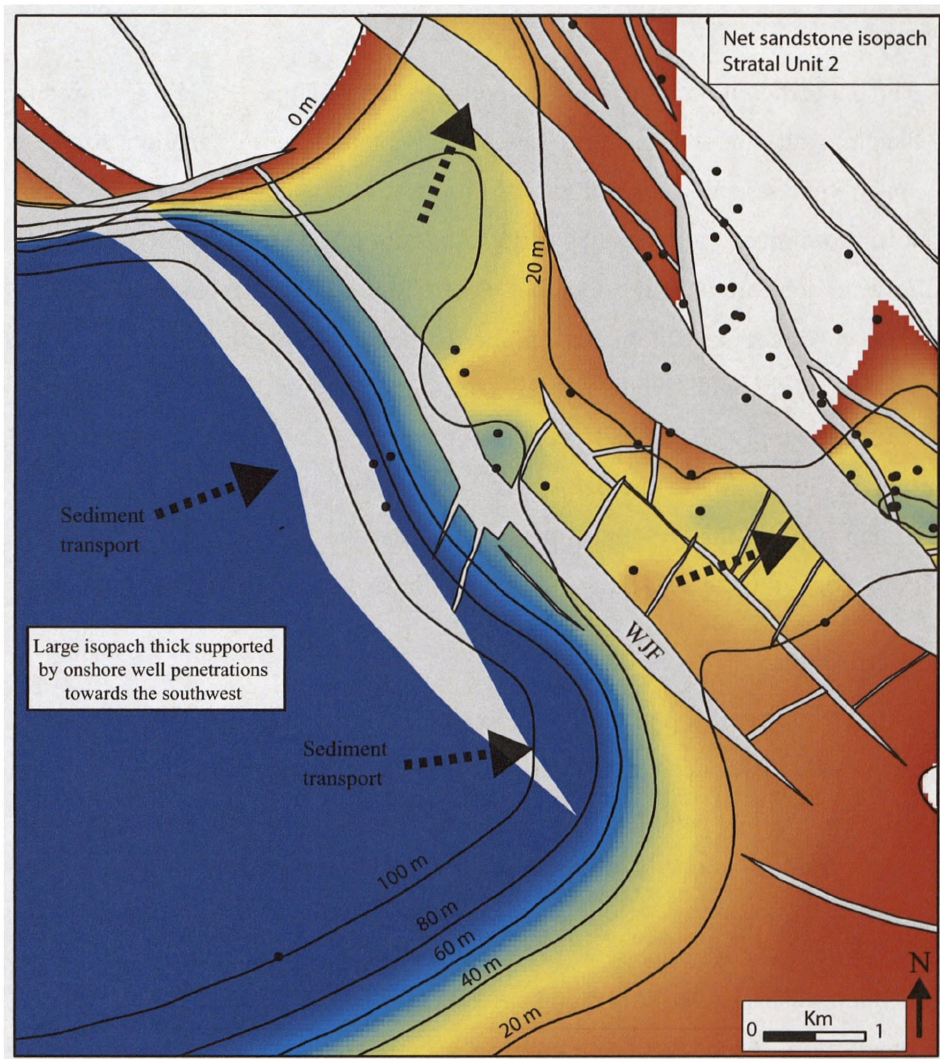 Net sandstone isopach
Stratal Unit 2
0 m
20 m
Sediment
transport
WJF
Large isopach thick supported
by onshore well penetrations
towards the southwest
Sediment
transport
100 m
80 m
60 m
40 m
20 m
N
Km
0 1